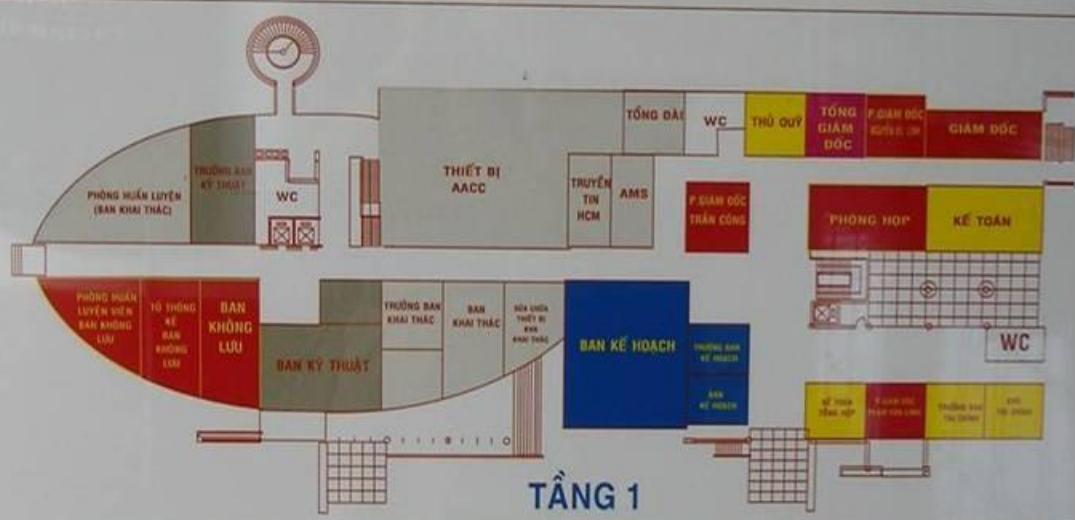 TỔNG ĐÀI
WC
THỦ QUỸ
TỔNG
GIÁM
ĐỐC
P.GIÁM ĐỐC
GIÁM ĐỐC
PHÒNG HUẤN LUYỆN
(BAN KHAI THÁC)
TRƯỞNG BAN
KỸ THUẬT
WC
THIẾT BỊ
AACC
TRUYỀN
TIN
HCM
AMS
P.GIÁM ĐỐC
TRẦN CÔNG
PHÒNG HỌP
KẾ TOÁN
PHÒNG HUẤN
LUYỆN VIÊN
BAN KHÔNG
LƯU
TỔ THỐNG
KÊ
BAN
KHÔNG
LƯU
BAN
KHÔNG
LƯU
BAN KỸ THUẬT
TRƯỞNG BAN
KHAI THÁC
BAN
KHAI THÁC
SỬA CHỮA
THIẾT BỊ
BAN
KHAI THÁC
BAN KẾ HOẠCH
TRƯỞNG BAN
KẾ HOẠCH
BAN
KẾ HOẠCH
WC
KẾ TOÁN
TỔNG HỢP
P.GIÁM ĐỐC
TRƯỞNG BAN
TÀI CHÍNH
TÀI CHÍNH
TẦNG 1